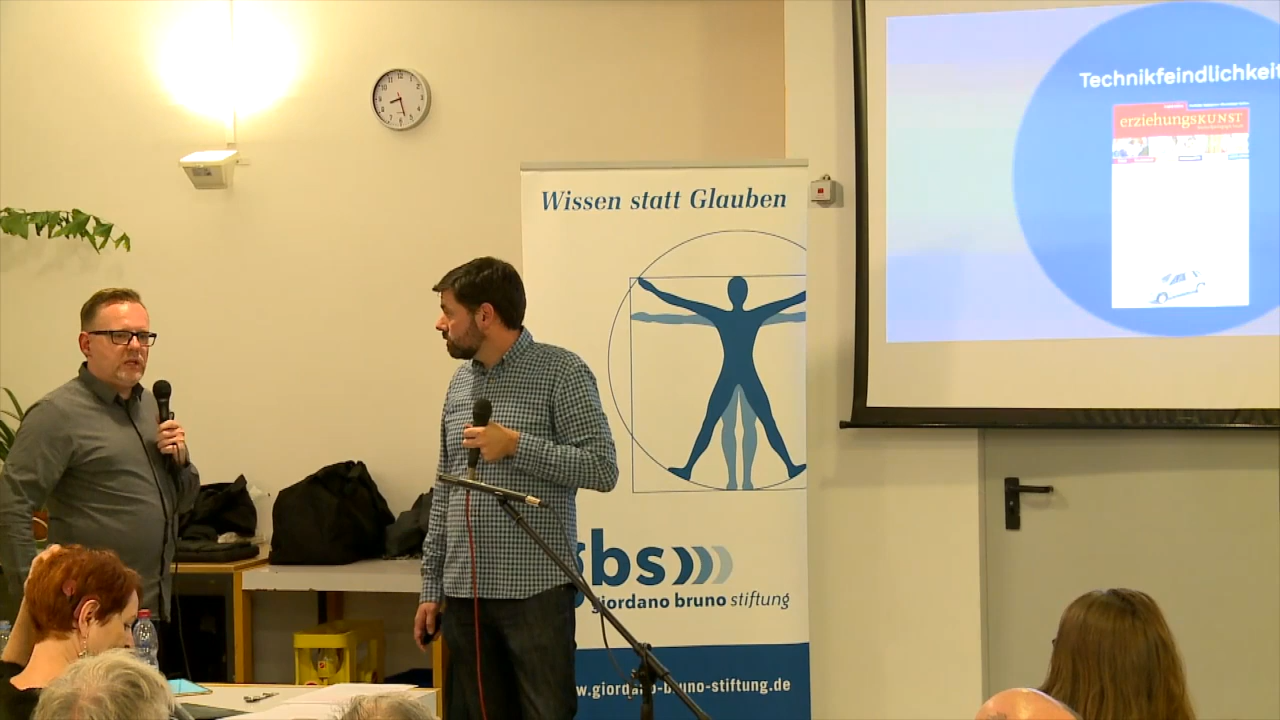 Technikfeindlichkeit
erziehungsKUNST
Wissen statt Glauben
gbs
giordano bruno stiftung
www.giordano-bruno-stiftung.de